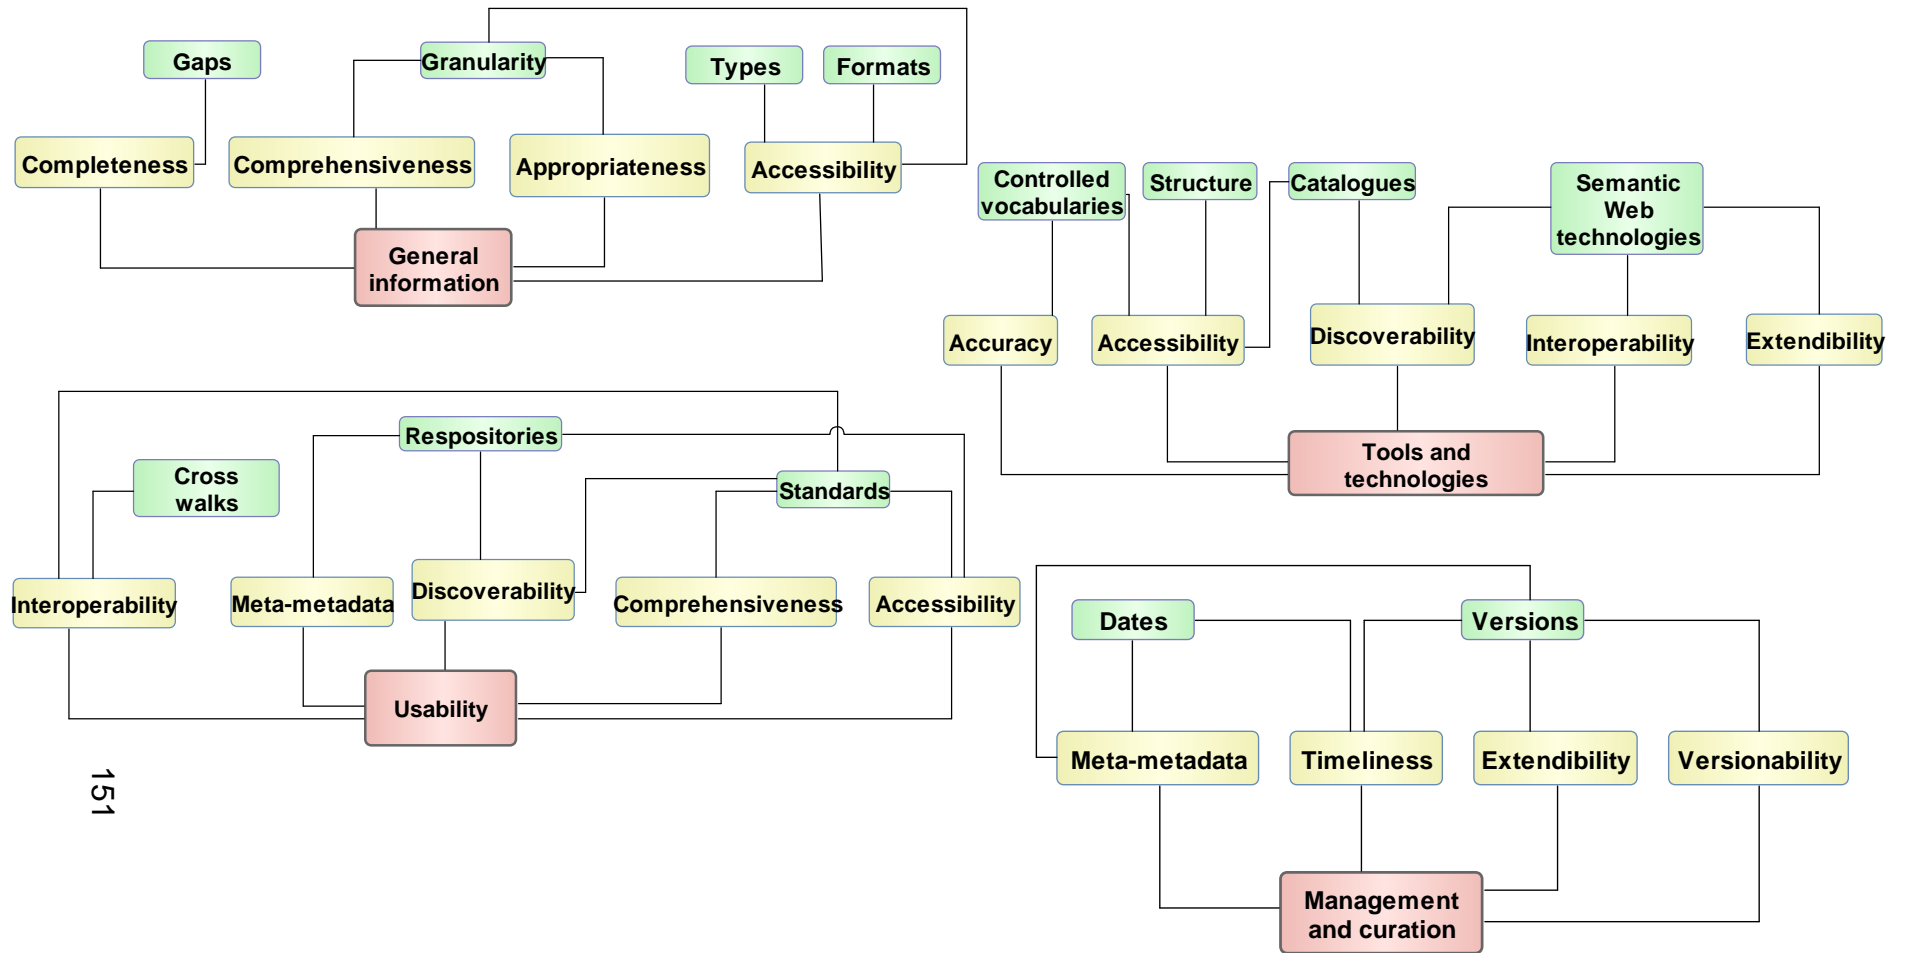 Gaps
Granularity
Types
Formats
Completeness
Comprehensiveness
Appropriateness
Accessibility
General
information
Controlled
vocabularies
Structure
Catalogues
Semantic
Web
technologies
Accuracy
Accessibility
Discoverability
Interoperability
Extendibility
Tools and
technologies
Respositories
Cross
walks
Standards
Interoperability
Meta-metadata
Discoverability
Comprehensiveness
Accessibility
Usability
Dates
Versions
Meta-metadata
Timeliness
Extendibility
Versionability
Management
and curation
151